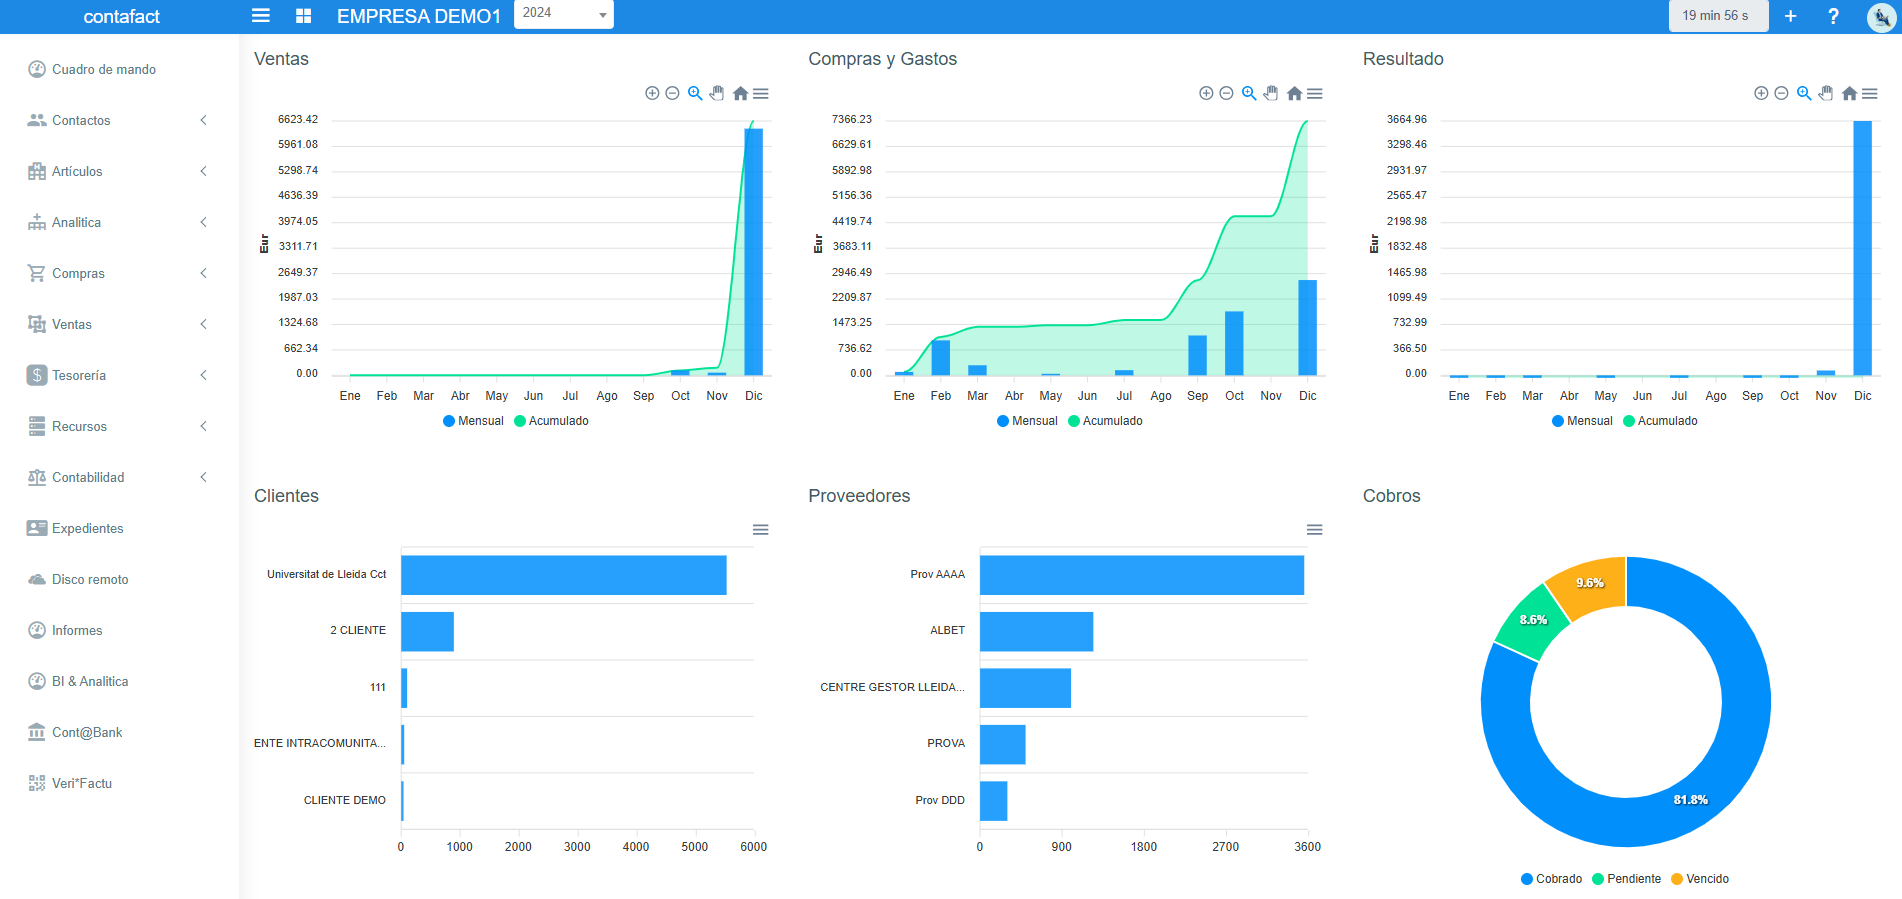 contafact
EMPRESA DEMO1
2024
19 min 56 s
Cuadro de mando
Contactos
Artículos
Analitica
Compras
Ventas
Tesorería
Recursos
Contabilidad
Expedientes
Disco remoto
Informes
BI & Analitica
Cont@Bank
Veri*Factu
Ventas
6623.42
5961.08
5298.74
4636.39
3974.05
3311.71
2649.37
1987.03
1324.68
662.34
0.00
Eur
Ene Feb Mar Abr May Jun Jul Ago Sep Oct Nov Dic
Mensual Acumulado
Compras y Gastos
7366.23
6629.61
5892.98
5156.36
4419.74
3683.11
2946.49
2209.87
1473.25
736.62
0.00
Eur
Ene Feb Mar Abr May Jun Jul Ago Sep Oct Nov Dic
Mensual Acumulado
Resultado
3664.96
3298.46
2931.97
2565.47
2198.98
1832.48
1465.98
1099.49
732.99
366.50
0.00
Eur
Ene Feb Mar Abr May Jun Jul Ago Sep Oct Nov Dic
Mensual Acumulado
Clientes
Universitat de Lleida Cct
2 CLIENTE
111
ENTE INTRACOMUNITA...
CLIENTE DEMO
0 1000 2000 3000 4000 5000 6000
Proveedores
Prov AAAA
ALBET
CENTRE GESTOR LLEIDA...
PROVA
Prov DDD
0 900 1800 2700 3600
Cobros
9.6%
8.6%
81.8%
Cobrado Pendiente Vencido